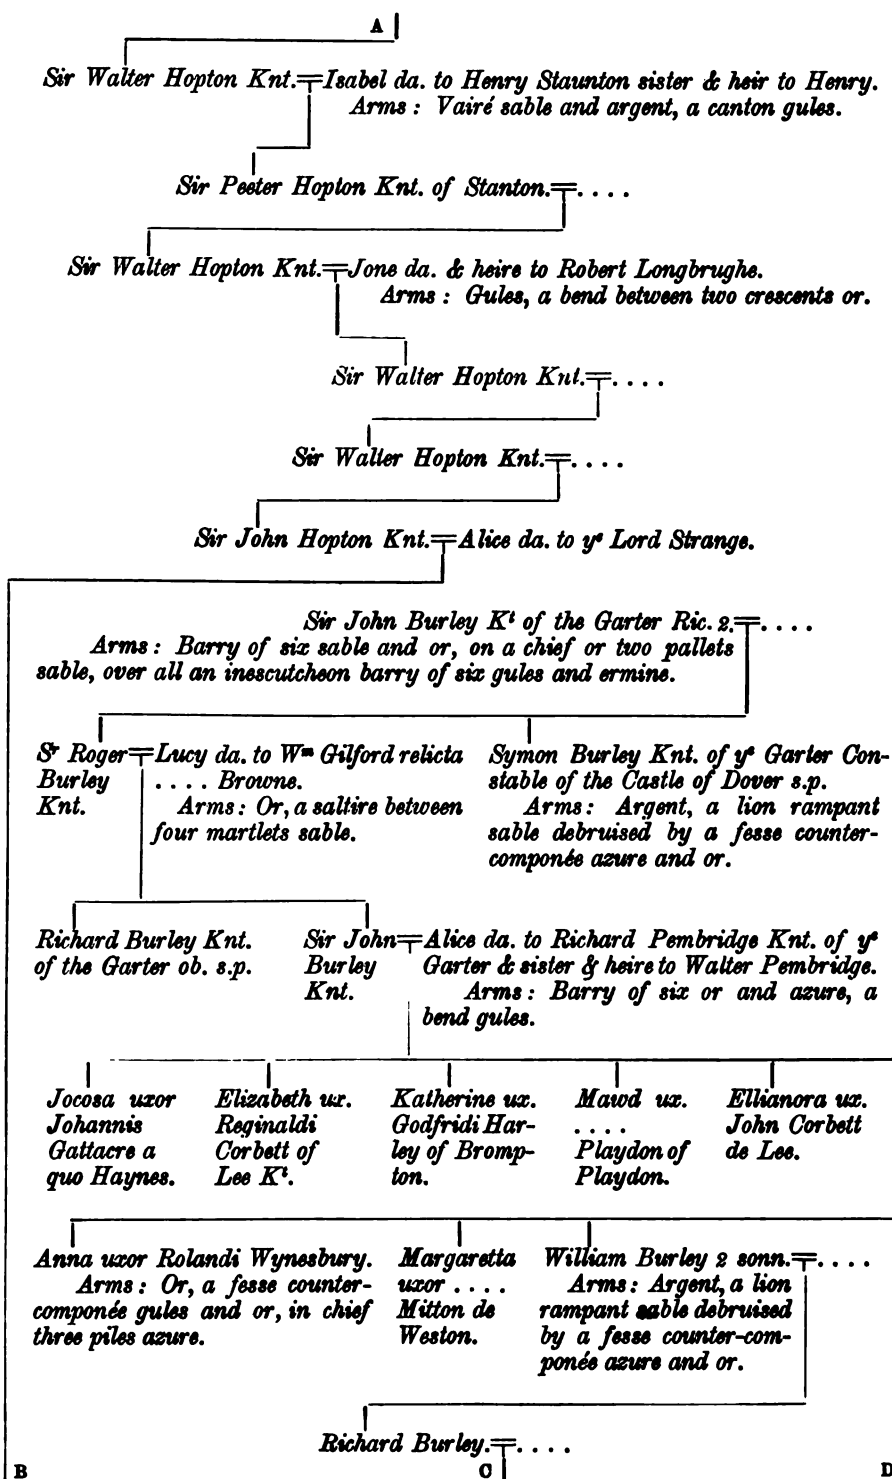 A
Sir Walter Hopton Knt.=Isabel da. to Henry Staunton sister & heir to Henry.
Arms: Vairé sable and argent, a canton gules.
Sir Peeter Hopton Knt. of Stanton.=. . . .
Sir Walter Hopton Knt.=Jone da. & heire to Robert Longbrughe.
Arms: Gules, a bend between two crescents or.
Sir Walter Hopton Knt.=. . . .
Sir Walter Hopton Knt.=. . . .
Sir John Hopton Knt.=Alice da. to yᵉ Lord Strange.
Sir John Burley Kᵗ of the Garter Ric. 2.=. . . .
Arms: Barry of six sable and or, on a chief or two pallets
sable, over all an inescutcheon barry of six gules and ermine.
Sʳ Roger=Lucy da. to Wᵐ Gilford relicta
Burley . . . . Browne.
Knt. Arms: Or, a saltire between
four martlets sable.
Symon Burley Knt. of yᵉ Garter Con-
stable of the Castle of Dover s.p.
Arms: Argent, a lion rampant
sable debruised by a fesse counter-
componée azure and or.
Richard Burley Knt.
of the Garter ob. s.p.
Sir John=Alice da. to Richard Pembridge Knt. of yᵉ
Burley Garter & sister & heire to Walter Pembridge.
Knt. Arms: Barry of six or and azure, a
bend gules.
Jocosa uxor
Johannis
Gattacre a
quo Haynes.
Elizabeth ux.
Reginaldi
Corbett of
Lee Kᵗ.
Katherine ux.
Godfridi Har-
ley of Bromp-
ton.
Mawd ux.
. . . .
Playdon of
Playdon.
Ellianora ux.
John Corbett
de Lee.
Anna uxor Rolandi Wynesbury.
Arms: Or, a fesse counter-
componée gules and or, in chief
three piles azure.
Margaretta
uxor . . . .
Mitton de
Weston.
William Burley 2 sonn.=. . . .
Arms: Argent, a lion
rampant sable debruised
by a fesse counter-com-
ponée azure and or.
Richard Burley.=. . . .
B C D